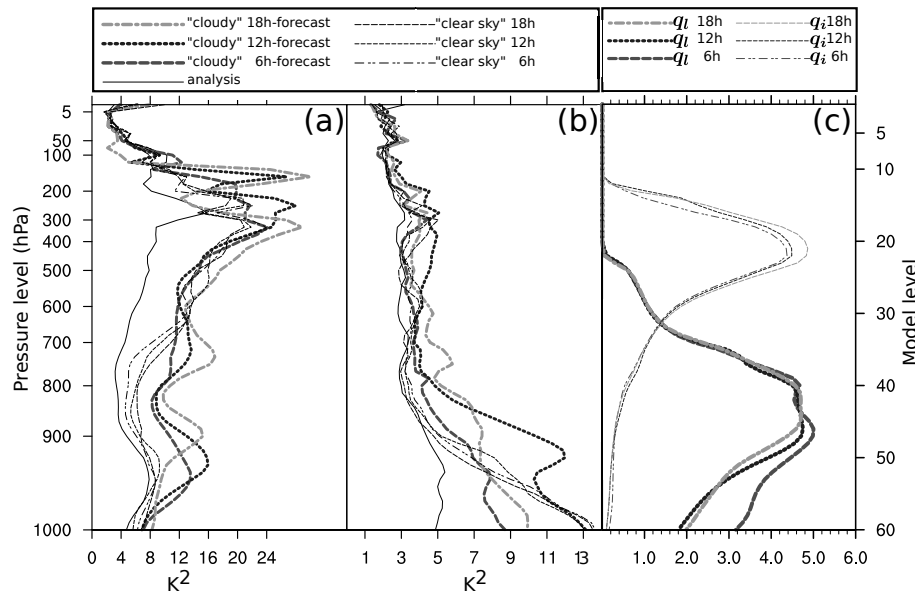 "cloudy" 18h-forecast "clear sky" 18h
"cloudy" 12h-forecast "clear sky" 12h
"cloudy" 6h-forecast "clear sky" 6h
analysis
q_l 18h q_i 18h
q_l 12h q_i 12h
q_l 6h q_i 6h
(a)
(b)
(c)
Pressure level (hPa)
5
50
100
200
300
400
500
600
700
800
900
1000
0 4 8 12 16 20 24
K²
1 3 5 7 9 11 13
K²
1.0 2.0 3.0 4.0 5.0 6.0
5
10
20
30
40
50
60
Model level